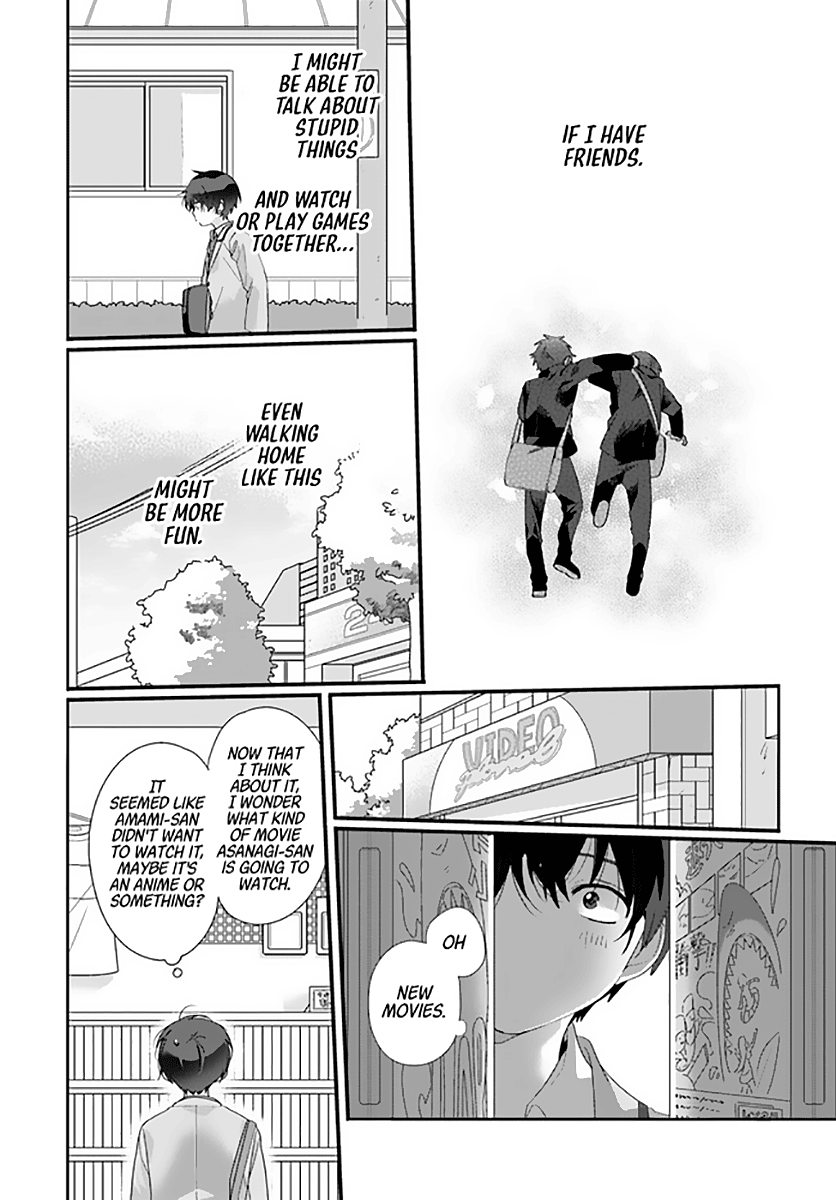 IF I HAVE
FRIENDS.
I MIGHT
BE ABLE TO
TALK ABOUT
STUPID
THINGS
AND WATCH
OR PLAY GAMES
TOGETHER...
EVEN
WALKING
HOME
LIKE THIS
MIGHT
BE MORE
FUN.
24
VIDEO
OH
NEW
MOVIES.
NOW THAT
I THINK
ABOUT IT,
I WONDER
WHAT KIND
OF MOVIE
ASANAGI-SAN
IS GOING TO
WATCH.
IT
SEEMED LIKE
AMAMI-SAN
DIDN'T WANT
TO WATCH IT,
MAYBE IT'S
AN ANIME OR
SOMETHING?